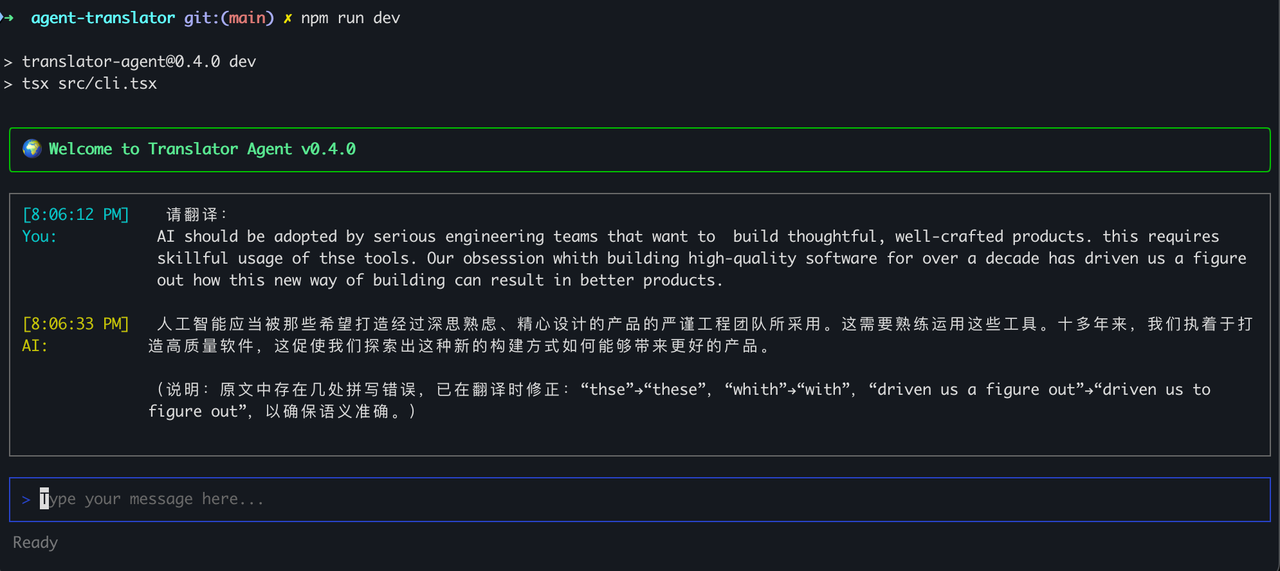 ➜ agent-translator git:(main) ✗ npm run dev
> translator-agent@0.4.0 dev
> tsx src/cli.tsx
🌍 Welcome to Translator Agent v0.4.0
[8:06:12 PM] 请翻译：
You: AI should be adopted by serious engineering teams that want to  build thoughtful, well-crafted products. this requires
skillful usage of thse tools. Our obsession whith building high-quality software for over a decade has driven us a figure
out how this new way of building can result in better products.
[8:06:33 PM] 人工智能应当被那些希望打造经过深思熟虑、精心设计的产品的严谨工程团队所采用。这需要熟练运用这些工具。十多年来，我们执着于打
AI: 造高质量软件，这促使我们探索出这种新的构建方式如何能够带来更好的产品。
（说明：原文中存在几处拼写错误，已在翻译时修正：“thse”→“these”，“whith”→“with”，“driven us a figure out”→“driven us to
figure out”，以确保语义准确。）
> Type your message here...
Ready